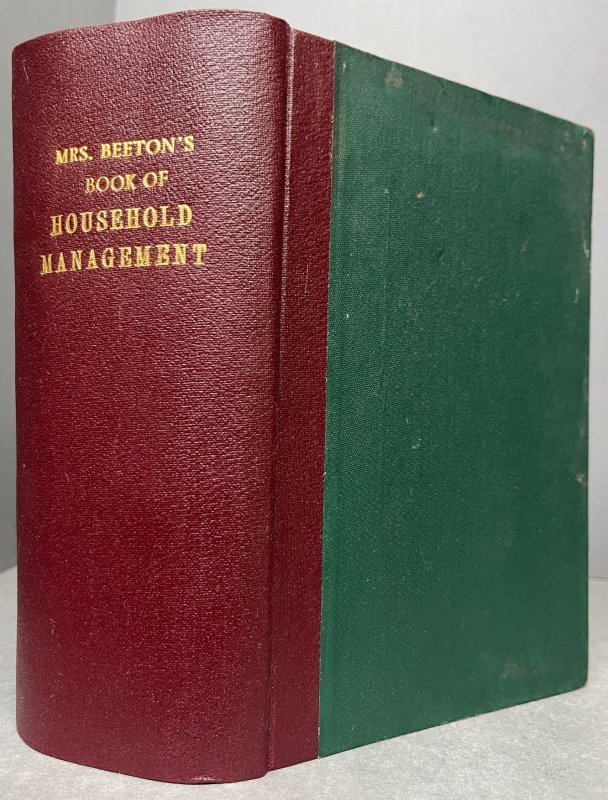 MRS. BEETON'S
BOOK OF
HOUSEHOLD
MANAGEMENT